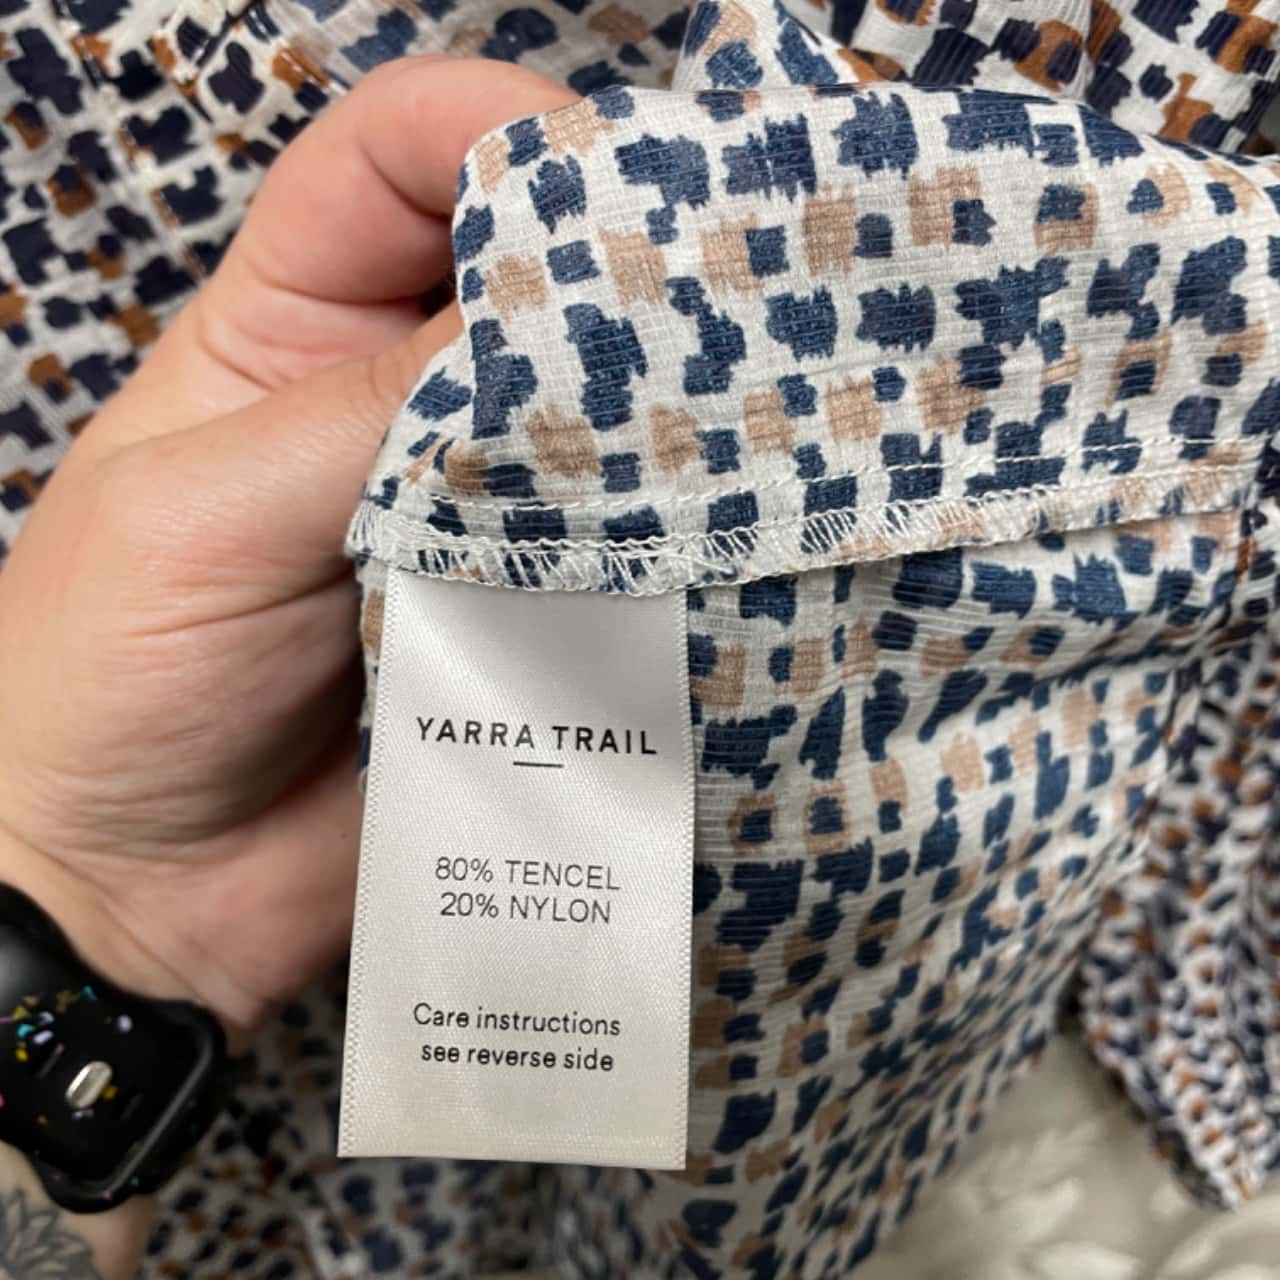 YARRA TRAIL
80% TENCEL
20% NYLON
Care instructions
see reverse side